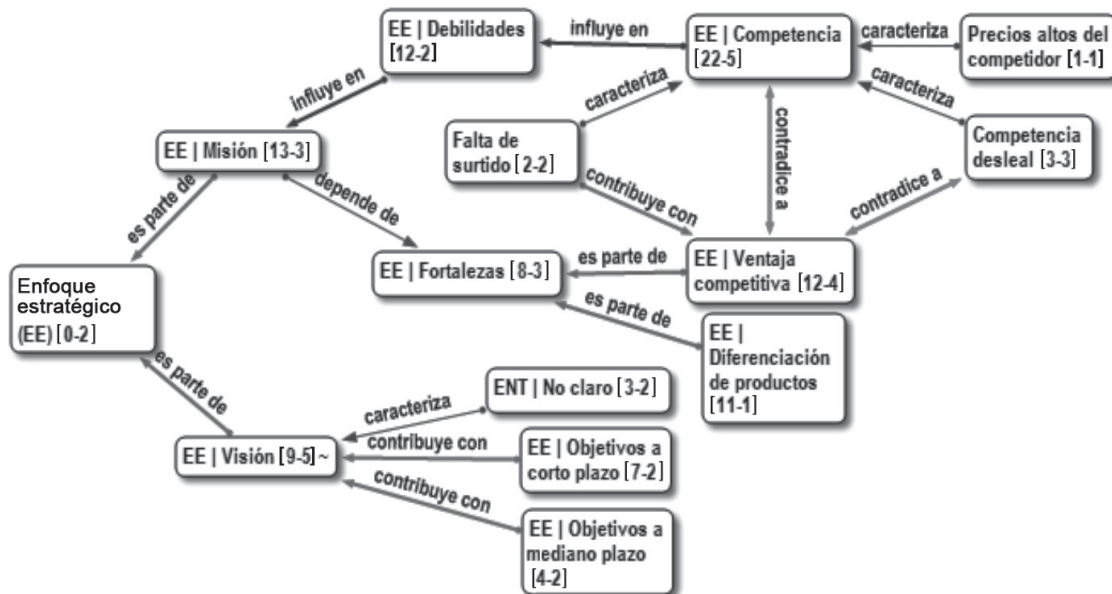 EE | Debilidades
[12-2]
influye en
EE | Competencia
[22-5]
caracteriza
Precios altos del
competidor [1-1]
influye en
caracteriza
caracteriza
EE | Misión [13-3]
Falta de
surtido [2-2]
contradice a
Competencia
desleal [3-3]
es parte de
depende de
contribuye con
contradice a
EE | Fortalezas [8-3]
es parte de
EE | Ventaja
competitiva [12-4]
Enfoque
estratégico
(EE) [0-2]
es parte de
EE |
Diferenciación
de productos
[11-1]
es parte de
ENT | No claro [3-2]
caracteriza
EE | Visión [9-5]~
contribuye con
EE | Objetivos a
corto plazo [7-2]
contribuye con
EE | Objetivos a
mediano plazo
[4-2]